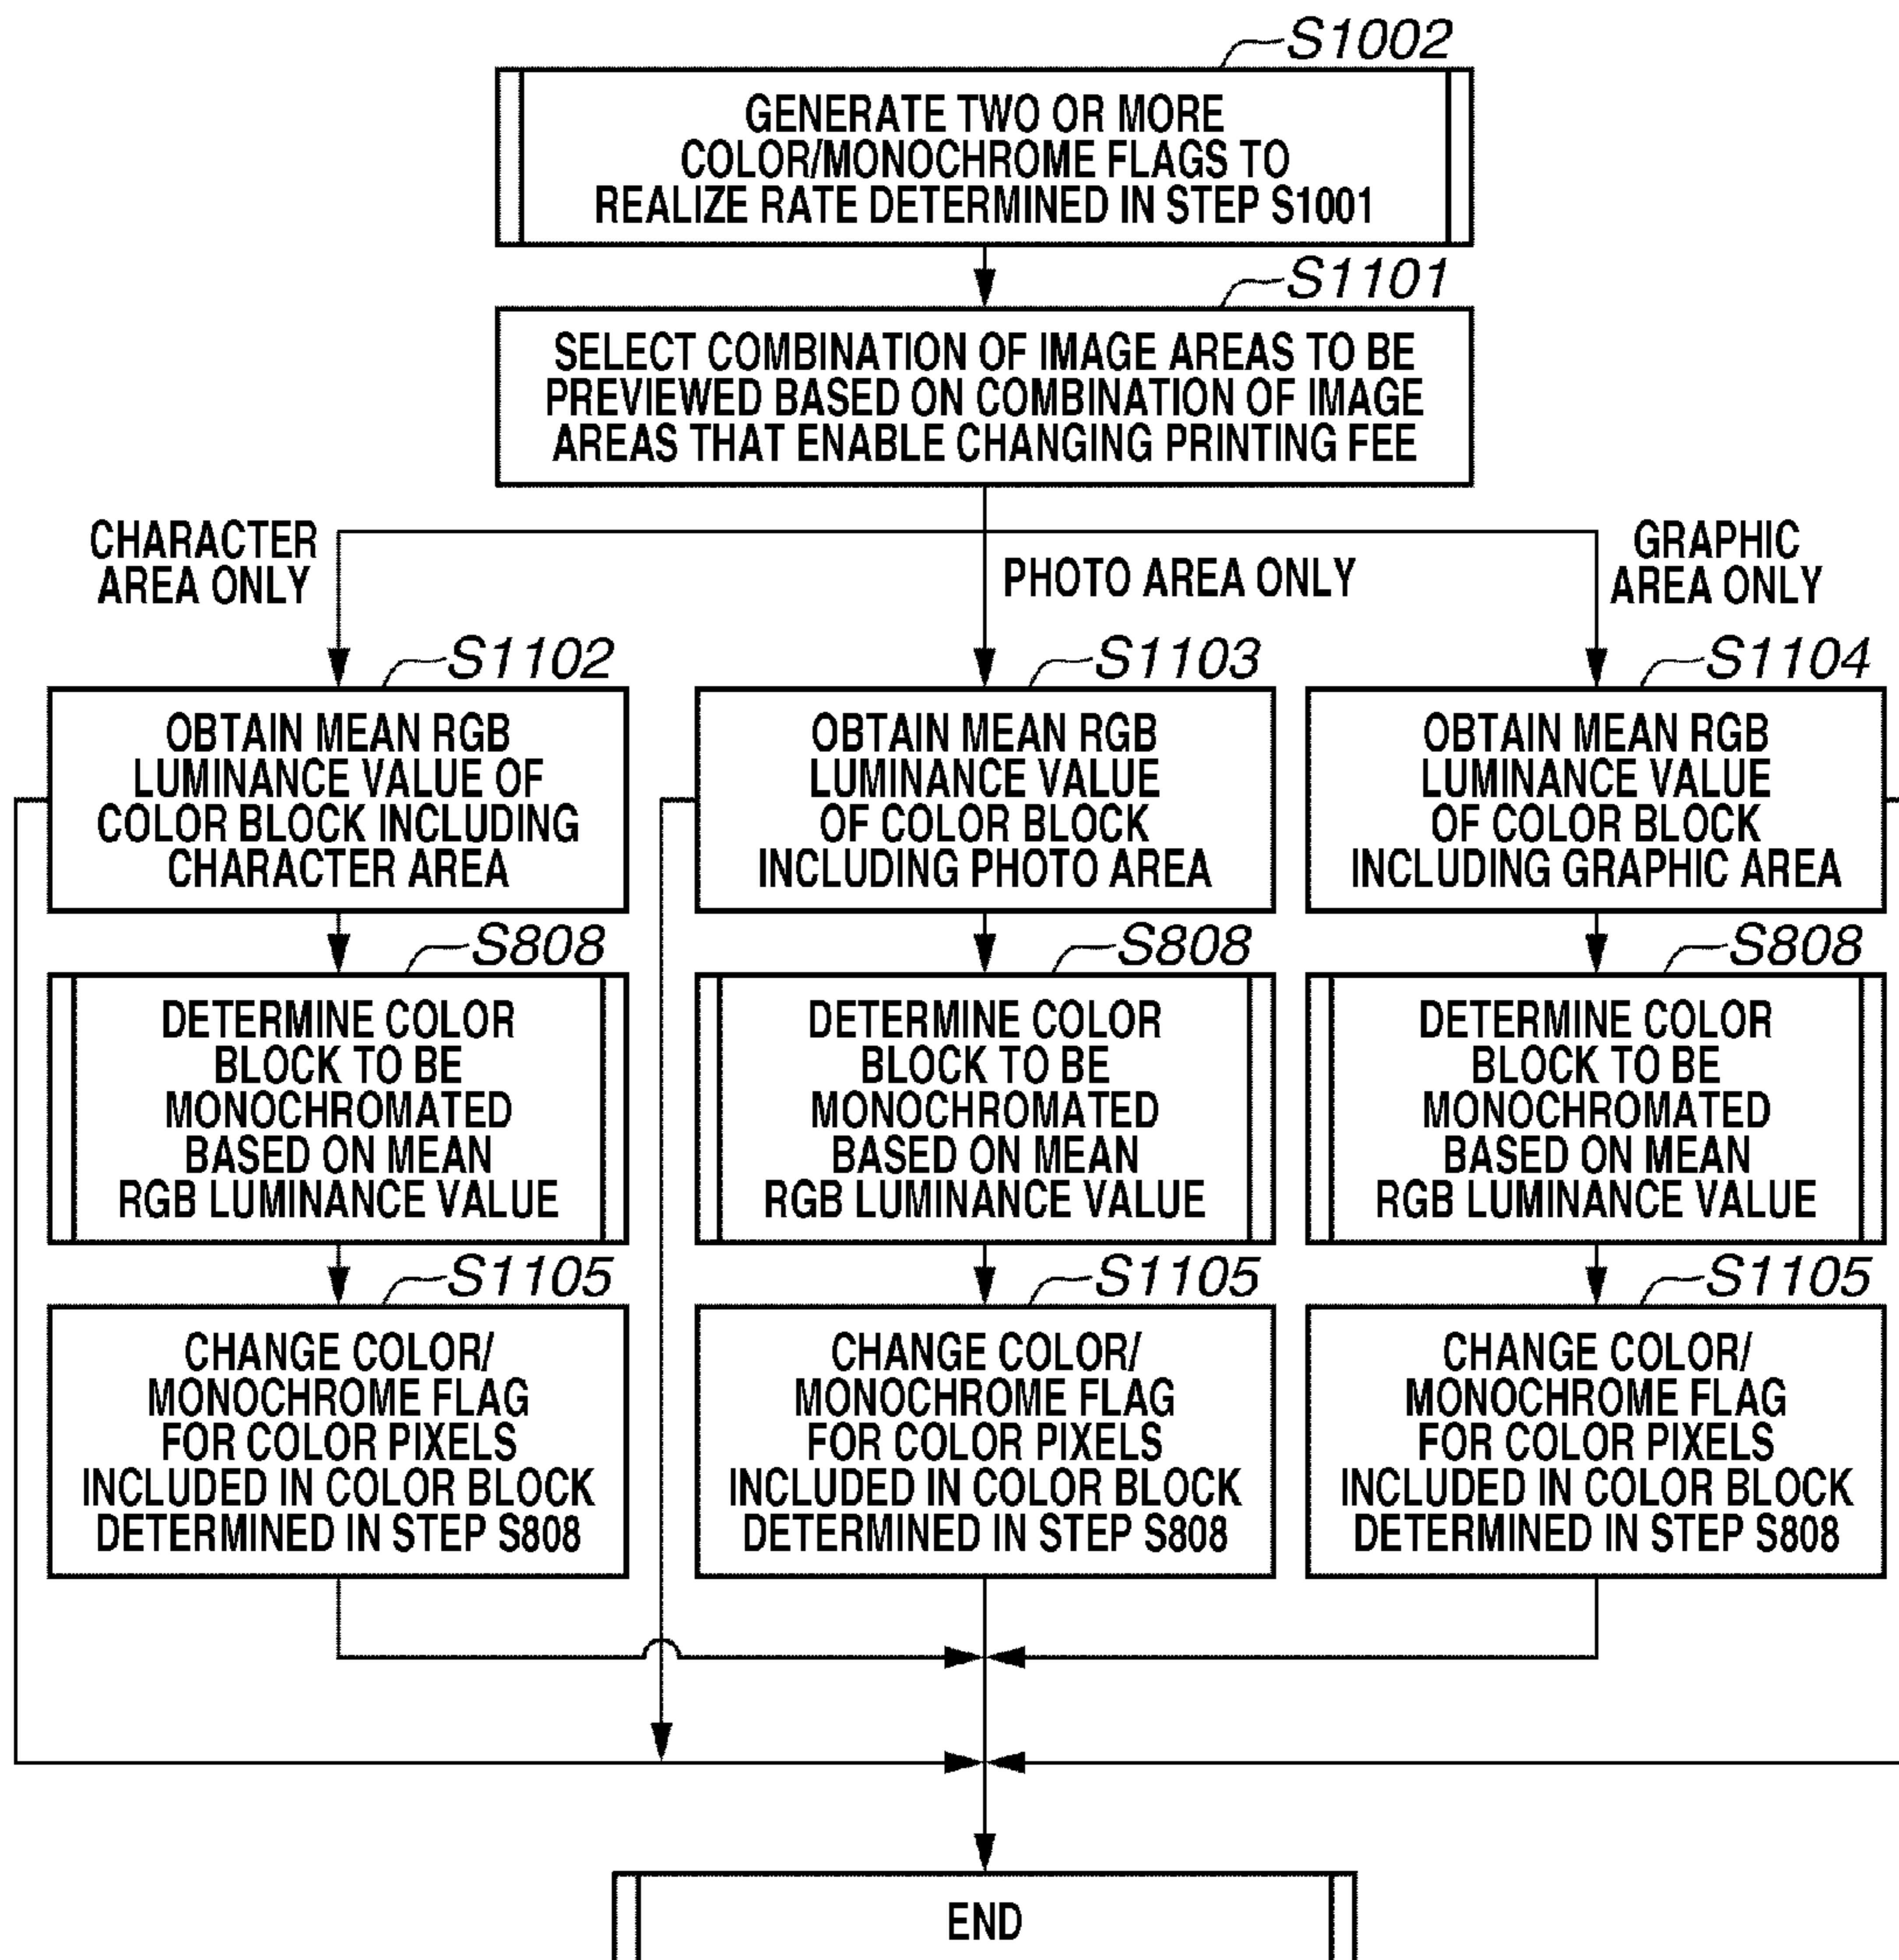 S1002
GENERATE TWO OR MORE
COLOR/MONOCHROME FLAGS TO
REALIZE RATE DETERMINED IN STEP S1001
S1101
SELECT COMBINATION OF IMAGE AREAS TO BE
PREVIEWED BASED ON COMBINATION OF IMAGE
AREAS THAT ENABLE CHANGING PRINTING FEE
CHARACTER
AREA ONLY
PHOTO AREA ONLY
GRAPHIC
AREA ONLY
S1102
OBTAIN MEAN RGB
LUMINANCE VALUE OF
COLOR BLOCK INCLUDING
CHARACTER AREA
S1103
OBTAIN MEAN RGB
LUMINANCE VALUE
OF COLOR BLOCK
INCLUDING PHOTO AREA
S1104
OBTAIN MEAN RGB
LUMINANCE VALUE
OF COLOR BLOCK
INCLUDING GRAPHIC AREA
S808
DETERMINE COLOR
BLOCK TO BE
MONOCHROMATED
BASED ON MEAN
RGB LUMINANCE VALUE
S808
DETERMINE COLOR
BLOCK TO BE
MONOCHROMATED
BASED ON MEAN
RGB LUMINANCE VALUE
S808
DETERMINE COLOR
BLOCK TO BE
MONOCHROMATED
BASED ON MEAN
RGB LUMINANCE VALUE
S1105
CHANGE COLOR/
MONOCHROME FLAG
FOR COLOR PIXELS
INCLUDED IN COLOR BLOCK
DETERMINED IN STEP S808
S1105
CHANGE COLOR/
MONOCHROME FLAG
FOR COLOR PIXELS
INCLUDED IN COLOR BLOCK
DETERMINED IN STEP S808
S1105
CHANGE COLOR/
MONOCHROME FLAG
FOR COLOR PIXELS
INCLUDED IN COLOR BLOCK
DETERMINED IN STEP S808
END